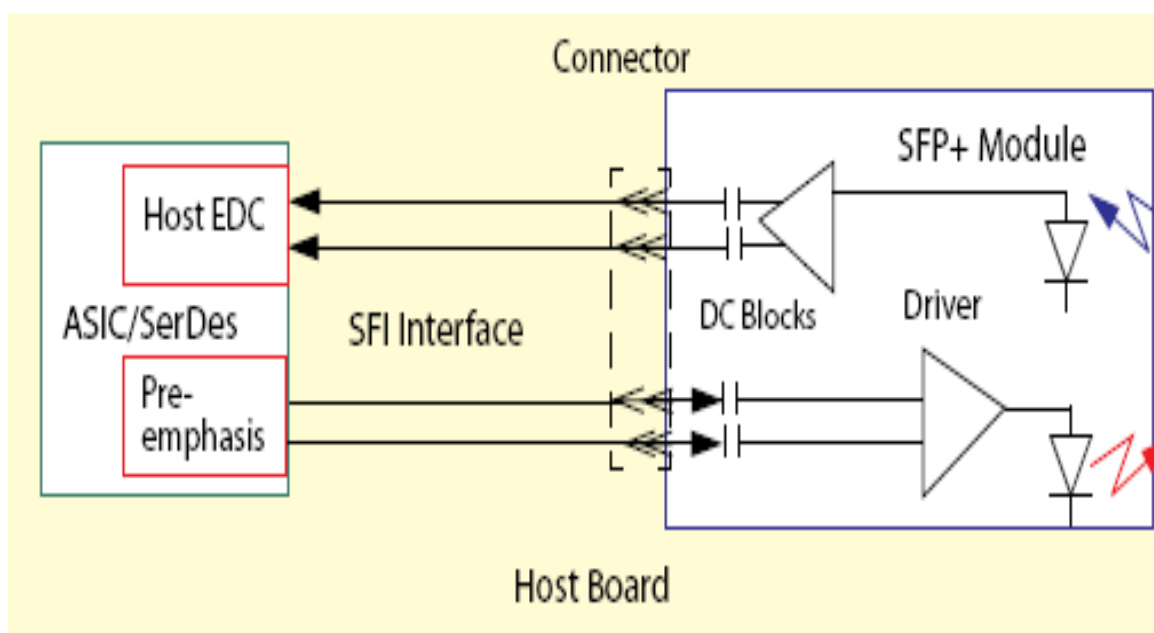 Connector
SFP+ Module
Host EDC
ASIC/SerDes
SFI Interface
DC Blocks
Driver
Pre-
emphasis
Host Board